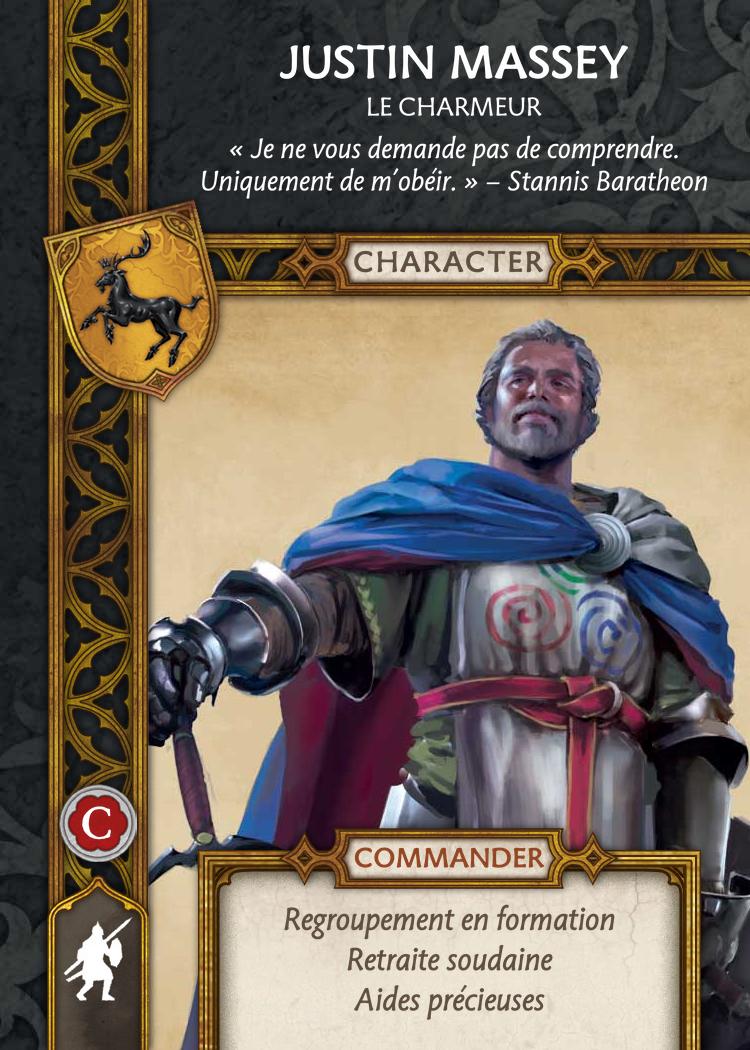 JUSTIN MASSEY
LE CHARMEUR
« Je ne vous demande pas de comprendre.
Uniquement de m’obéir. » – Stannis Baratheon
CHARACTER
C
COMMANDER
Regroupement en formation
Retraite soudaine
Aides précieuses